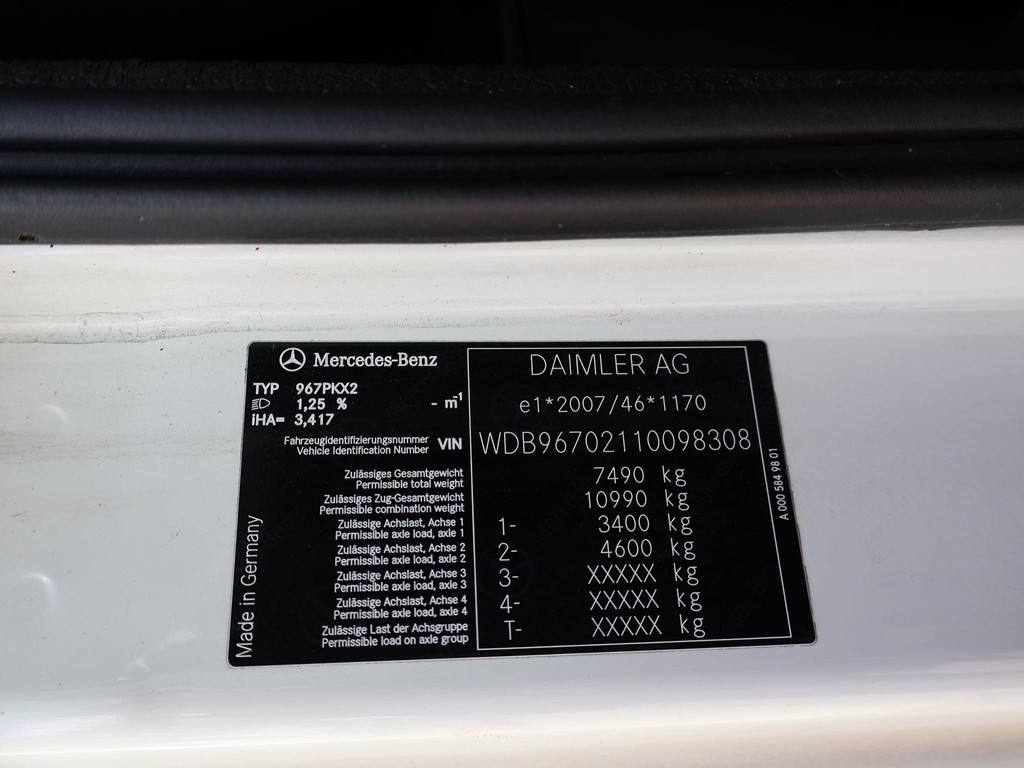 Mercedes-Benz
TYP 967PKX2
1,25 % - m-1
iHA= 3,417
Fahrzeugidentifizierungsnummer
Vehicle Identification Number VIN
Zulässiges Gesamtgewicht
Permissible total weight
Zulässiges Zug-Gesamtgewicht
Permissible combination weight
Zulässige Achslast, Achse 1
Permissible axle load, axle 1
Zulässige Achslast, Achse 2
Permissible axle load, axle 2
Zulässige Achslast, Achse 3
Permissible axle load, axle 3
Zulässige Achslast, Achse 4
Permissible axle load, axle 4
Zulässige Last der Achsgruppe
Permissible load on axle group
Made in Germany
DAIMLER AG
e1*2007/46*1170
WDB96702110098308
7490 kg
10990 kg
1- 3400 kg
2- 4600 kg
3- XXXXX kg
4- XXXXX kg
T- XXXXX kg
A 000 584 98 01